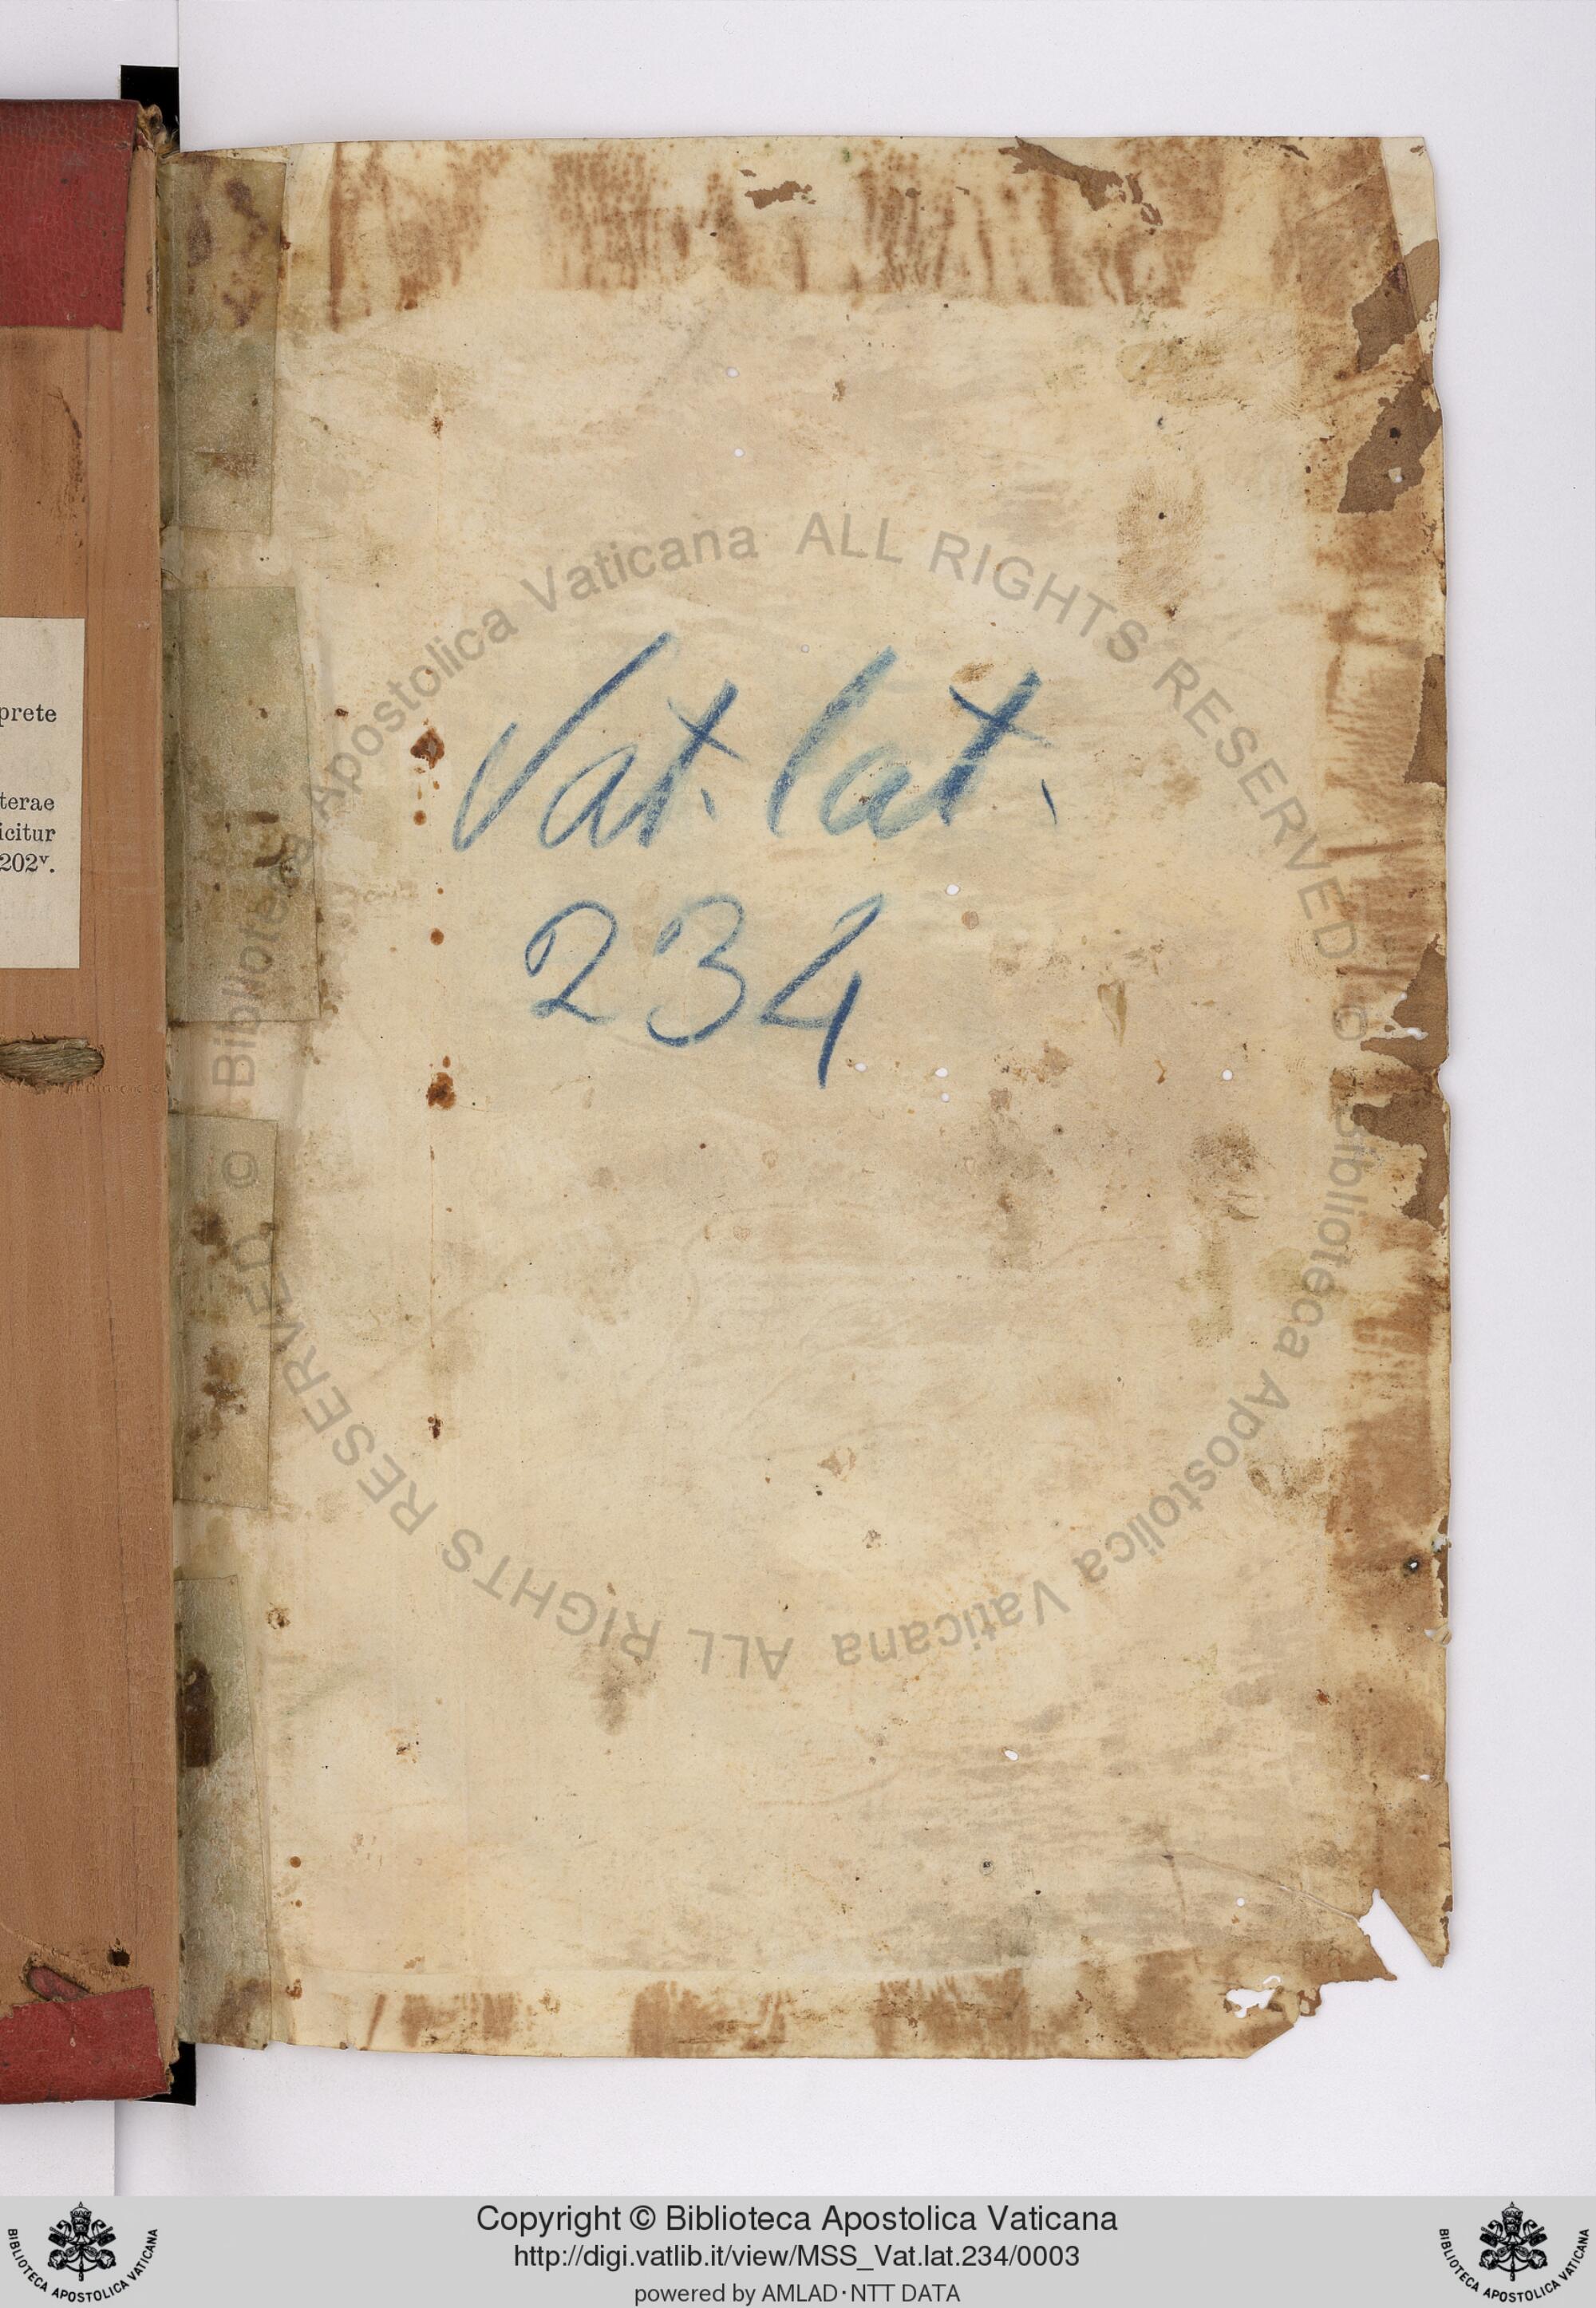 prete
terae
icitur
202ᵛ.
Vat. lat.
234
© Biblioteca Apostolica Vaticana ALL RIGHTS RESERVED © Biblioteca Apostolica Vaticana ALL RIGHTS RESERVED
Copyright © Biblioteca Apostolica Vaticana
http://digi.vatlib.it/view/MSS_Vat.lat.234/0003
powered by AMLAD·NTT DATA
BIBLIOTECA APOSTOLICA VATICANA
BIBLIOTECA APOSTOLICA VATICANA